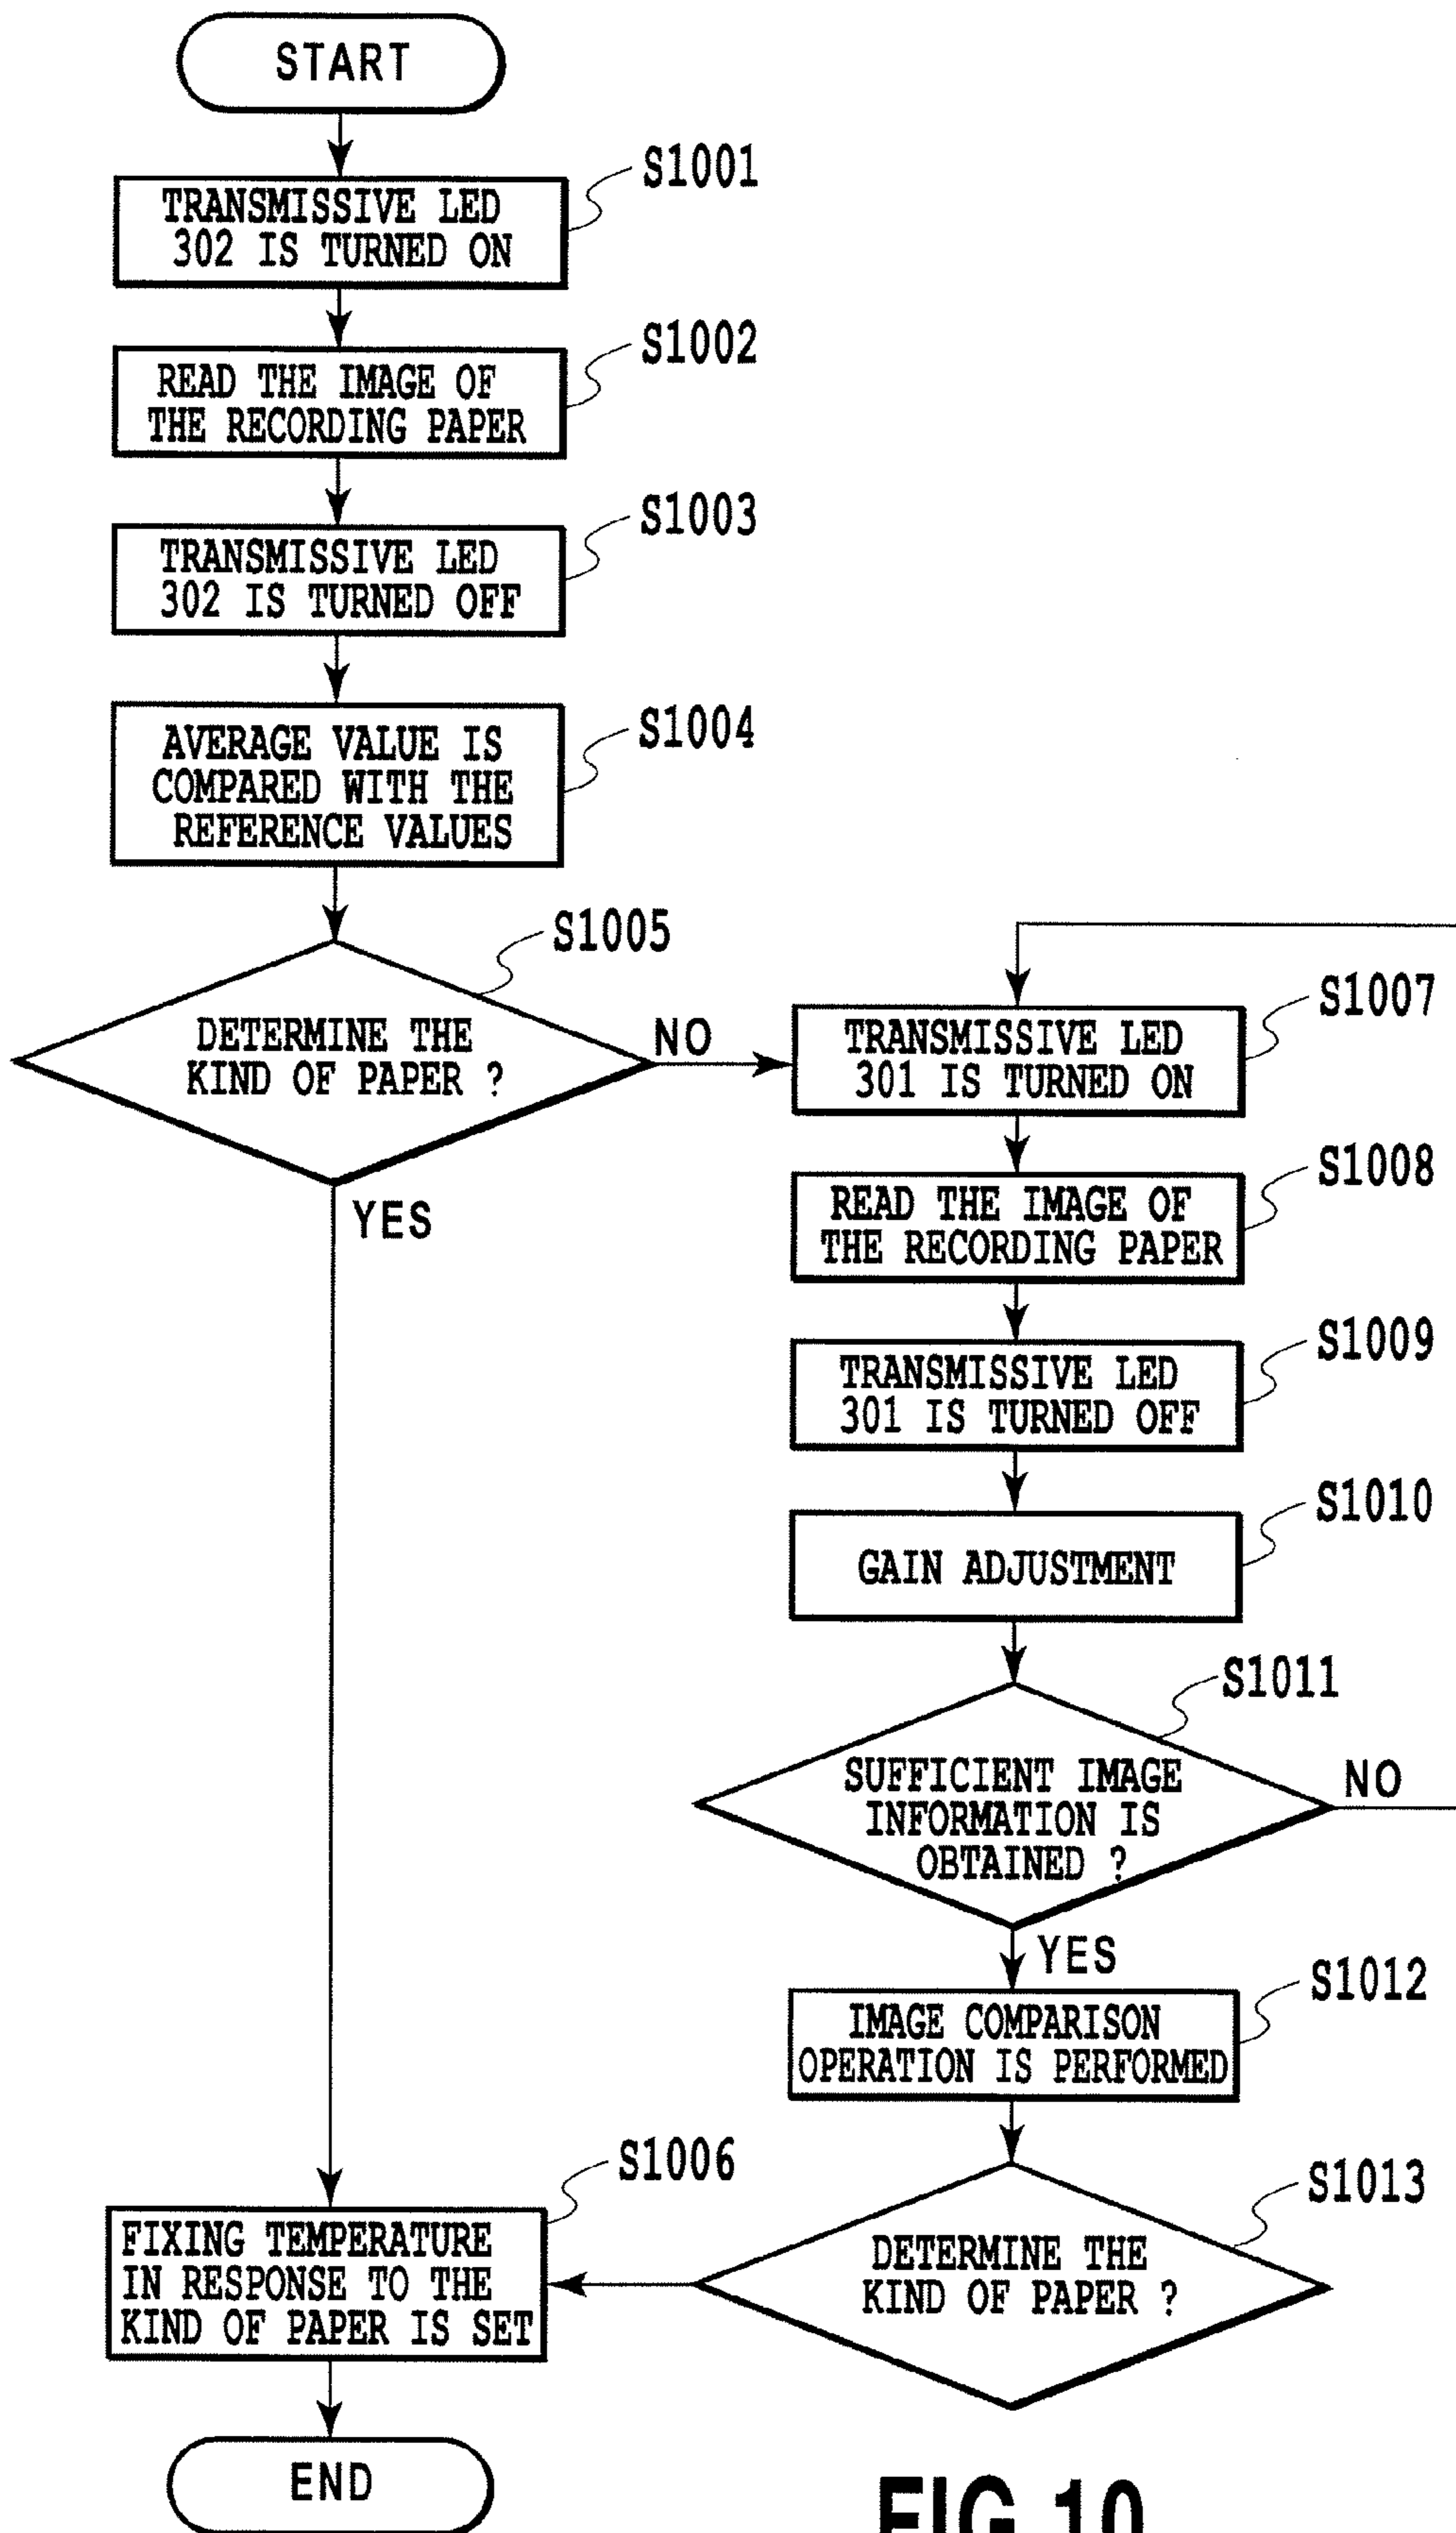 START
S1001
TRANSMISSIVE LED
302 IS TURNED ON
S1002
READ THE IMAGE OF
THE RECORDING PAPER
S1003
TRANSMISSIVE LED
302 IS TURNED OFF
S1004
AVERAGE VALUE IS
COMPARED WITH THE
REFERENCE VALUES
S1005
DETERMINE THE
KIND OF PAPER ?
NO
YES
S1007
TRANSMISSIVE LED
301 IS TURNED ON
S1008
READ THE IMAGE OF
THE RECORDING PAPER
S1009
TRANSMISSIVE LED
301 IS TURNED OFF
S1010
GAIN ADJUSTMENT
S1011
SUFFICIENT IMAGE
INFORMATION IS
OBTAINED ?
NO
YES
S1012
IMAGE COMPARISON
OPERATION IS PERFORMED
S1013
DETERMINE THE
KIND OF PAPER ?
S1006
FIXING TEMPERATURE
IN RESPONSE TO THE
KIND OF PAPER IS SET
END
FIG.10